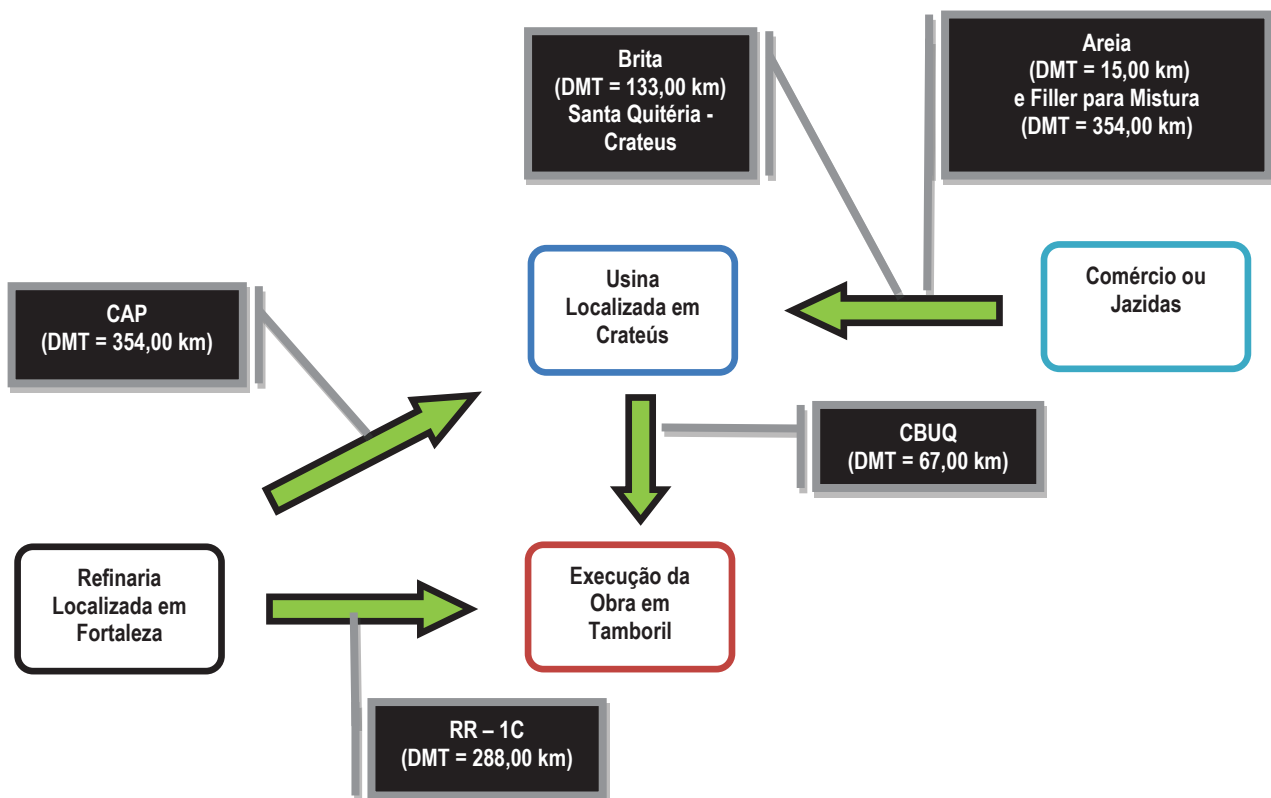 Brita
(DMT = 133,00 km)
Santa Quitéria -
Crateus
Areia
(DMT = 15,00 km)
e Filler para Mistura
(DMT = 354,00 km)
CAP
(DMT = 354,00 km)
Usina
Localizada em
Crateús
Comércio ou
Jazidas
CBUQ
(DMT = 67,00 km)
Refinaria
Localizada em
Fortaleza
Execução da
Obra em
Tamboril
RR – 1C
(DMT = 288,00 km)